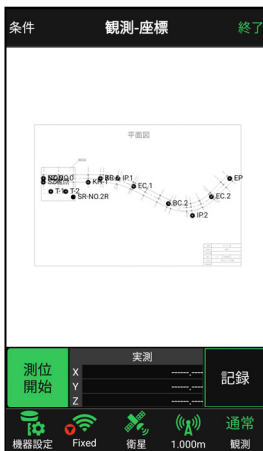 条件 観測-座標 終了
平面図
IP.1
EC.1
EP
T-1 T-2
SR-NO.2R
BC.2
EC.2
IP.2
実測
測位
開始
X -----.---
Y -----.---
Z -----.---
記録
機器設定 Fixed 衛星 1.000m 通常
観測